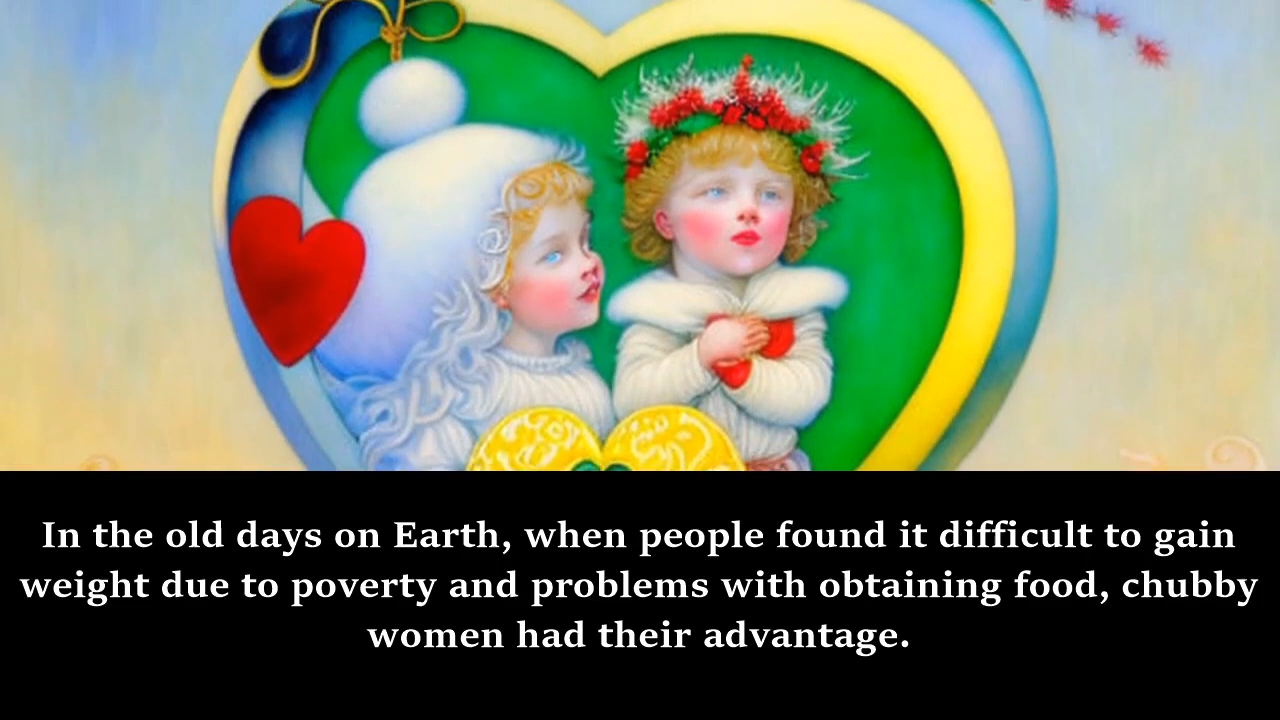 In the old days on Earth, when people found it difficult to gain
weight due to poverty and problems with obtaining food, chubby
women had their advantage.